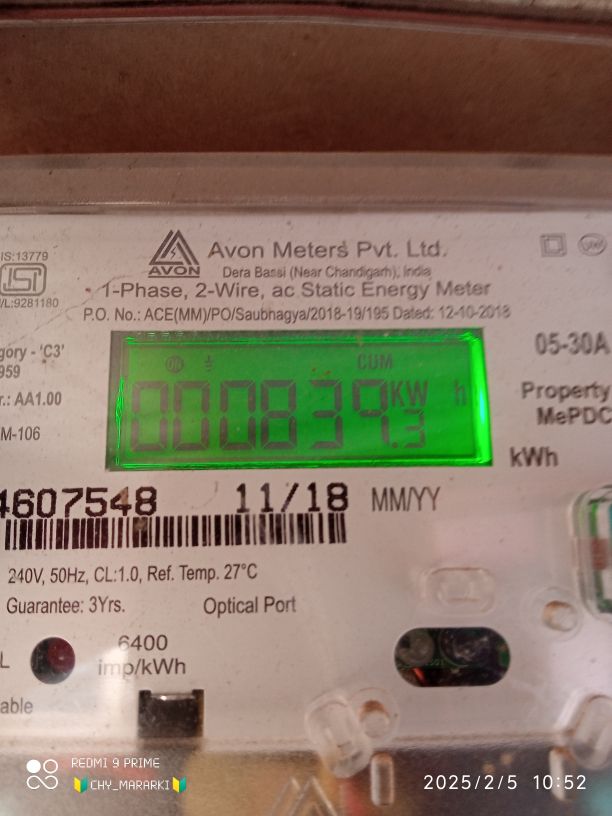 IS:13779
ISI
/L:9281180
AVON
Avon Meters Pvt. Ltd.
Dera Bassi (Near Chandigarh), India
1-Phase, 2-Wire, ac Static Energy Meter
P.O. No.: ACE(MM)/PO/Saubhagya/2018-19/195 Dated: 12-10-2018
gory - 'C3'
959
r.: AA1.00
M-106
05-30A
Property
MePDC
CUM
000839.3 KW h
kWh
4607548 11/18 MM/YY
240V, 50Hz, CL:1.0, Ref. Temp. 27°C
Guarantee: 3Yrs. Optical Port
6400
imp/kWh
L
able
REDMI 9 PRIME
CHY_MARARKI
2025/2/5 10:52